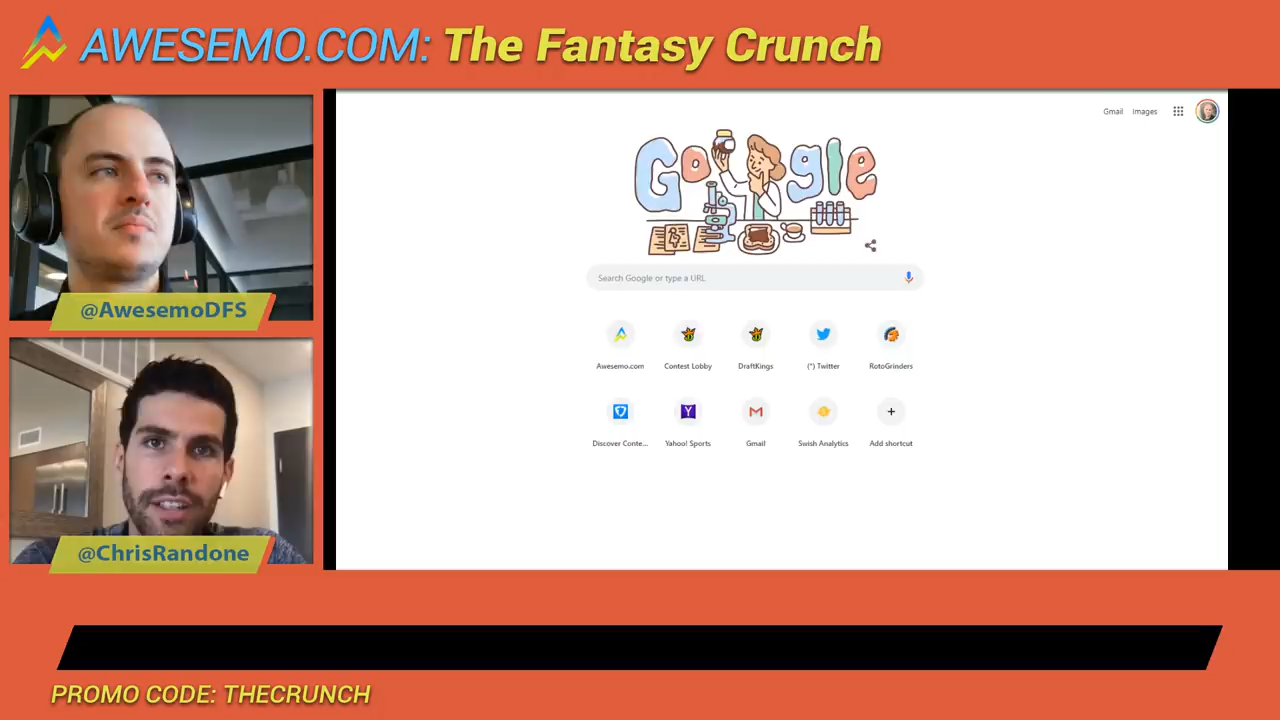 AWESEMO.COM: The Fantasy Crunch
@AwesemoDFS
@ChrisRandone
Gmail Images
Google
Search Google or type a URL
Awesemo.com Contest Lobby DraftKings (*) Twitter RotoGrinders
Discover Conte... Yahoo! Sports Gmail Swish Analytics Add shortcut
PROMO CODE: THECRUNCH